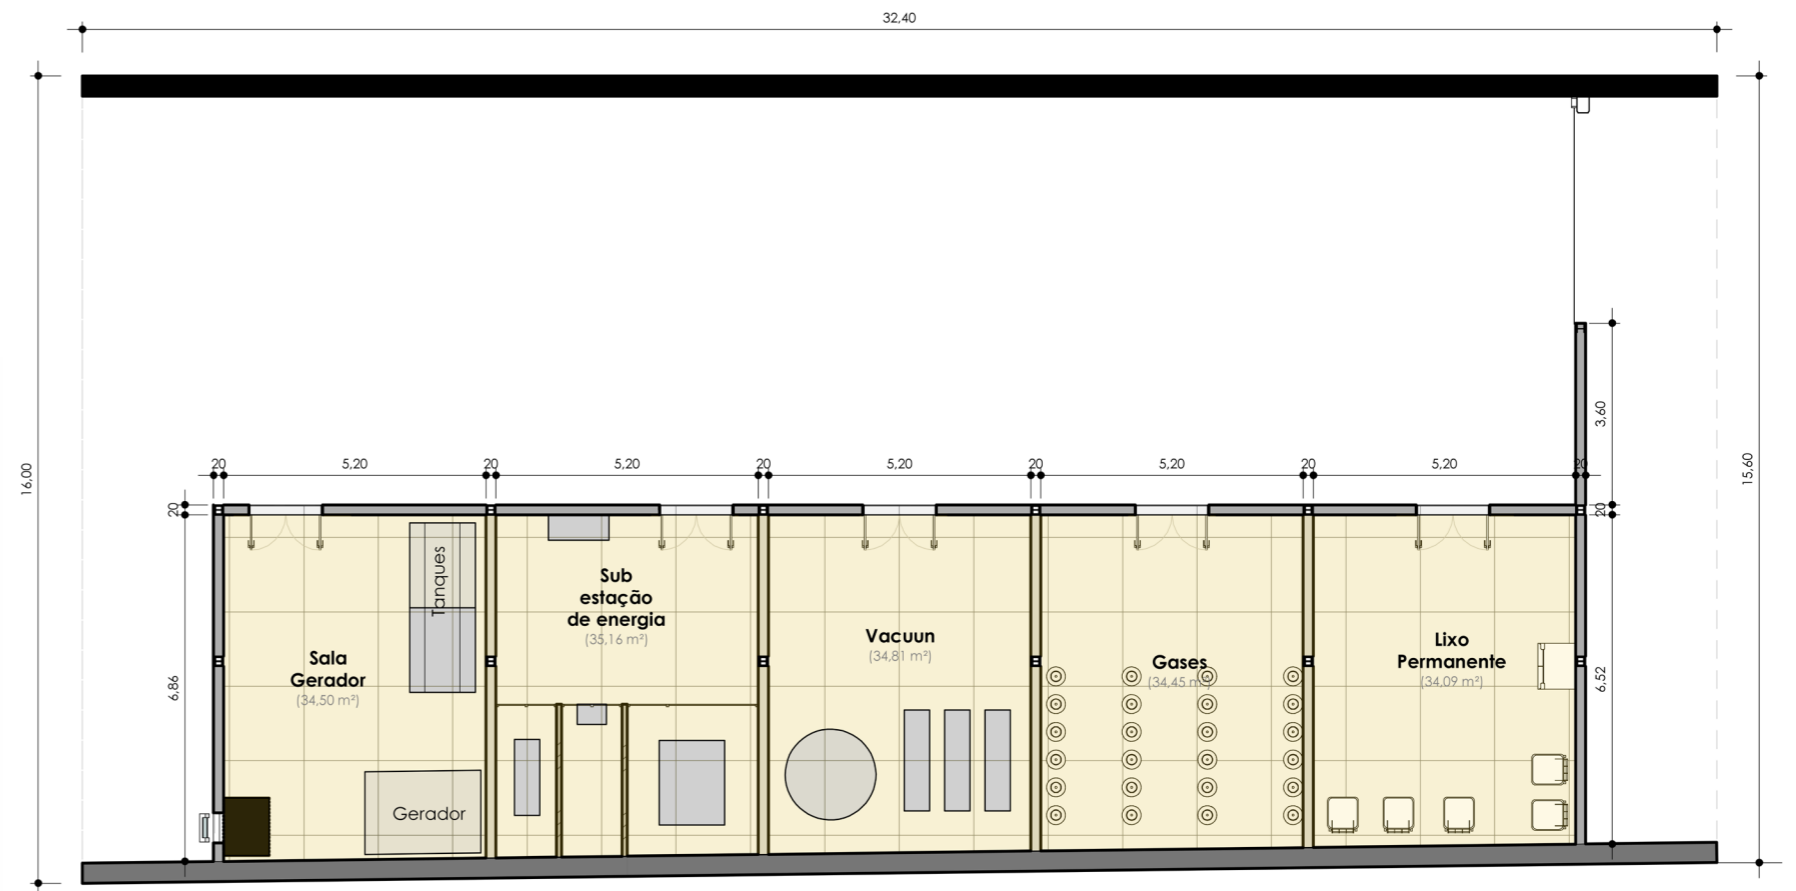 32,40
16,00
15,60
3,60
20
5,20
20
5,20
20
5,20
20
5,20
20
5,20
20
20
20
6,86
6,52
Tanques
Sala
Gerador
(34,50 m²)
Gerador
Sub
estação
de energia
(35,16 m²)
Vacuun
(34,81 m²)
Gases
(34,45 m²)
Lixo
Permanente
(34,09 m²)